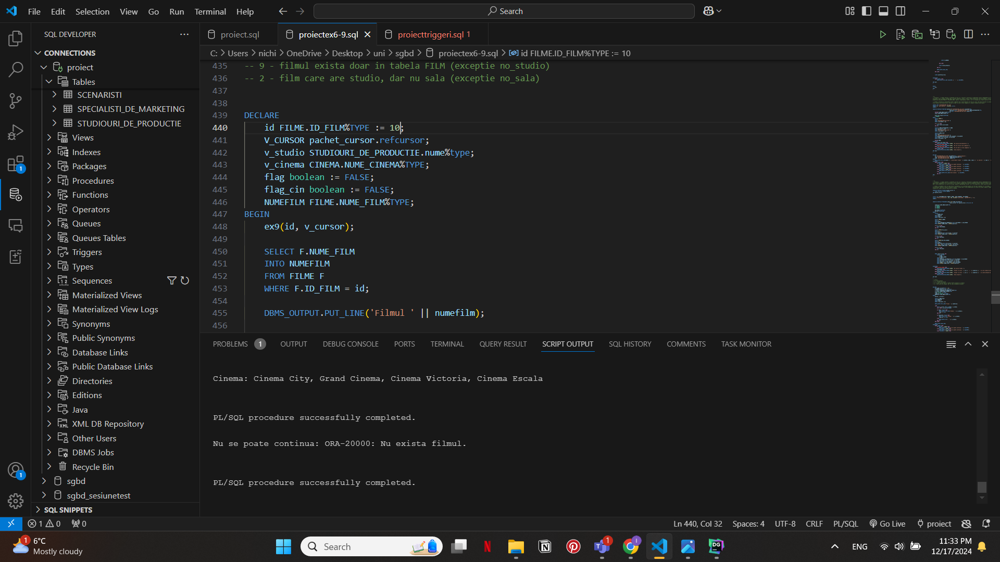 File Edit Selection View Go Run Terminal Help
Search
SQL DEVELOPER
project.sql
proiectex6-9.sql
proiecttriggeri.sql 1
CONNECTIONS
C: > Users > nichi > OneDrive > Desktop > uni > sgbd > proiectex6-9.sql > id FILME.ID_FILM%TYPE := 10
proiect
Tables
SCENARISTI
SPECIALISTI_DE_MARKETING
STUDIOURI_DE_PRODUCTIE
Views
Indexes
Packages
Procedures
Functions
Operators
Queues
Queues Tables
Triggers
Types
Sequences
Materialized Views
Materialized View Logs
Synonyms
Public Synonyms
Database Links
Public Database Links
Directories
Editions
Java
XML DB Repository
Other Users
DBMS Jobs
Recycle Bin
sgbd
sgbd_sesiunetest
SQL SNIPPETS
1
1
435 -- 9 - filmul exista doar in tabela FILM (exceptie no_studio)
436 -- 2 - film care are studio, dar nu sala (exceptie no_sala)
437
438
439 DECLARE
440 id FILME.ID_FILM%TYPE := 10;
441 V_CURSOR pachet_cursor.refcursor;
442 v_studio STUDIOURI_DE_PRODUCTIE.nume%type;
443 v_cinema CINEMA.NUME_CINEMA%TYPE;
444 flag boolean := FALSE;
445 flag_cin boolean := FALSE;
446 NUMEFILM FILME.NUME_FILM%TYPE;
447 BEGIN
448 ex9(id, v_cursor);
449
450 SELECT F.NUME_FILM
451 INTO NUMEFILM
452 FROM FILME F
453 WHERE F.ID_FILM = id;
454
455 DBMS_OUTPUT.PUT_LINE('Filmul ' || numefilm);
456
PROBLEMS 1 OUTPUT DEBUG CONSOLE PORTS TERMINAL QUERY RESULT SCRIPT OUTPUT SQL HISTORY COMMENTS TASK MONITOR
Cinema: Cinema City, Grand Cinema, Cinema Victoria, Cinema Escala
PL/SQL procedure successfully completed.
Nu se poate continua: ORA-20000: Nu exista filmul.
PL/SQL procedure successfully completed.
1 0 0
Ln 440, Col 32 Spaces: 4 UTF-8 CRLF PL/SQL Go Live proiect
1 6°C
Mostly cloudy
Search
N
DG
1
ENG
11:33 PM
12/17/2024